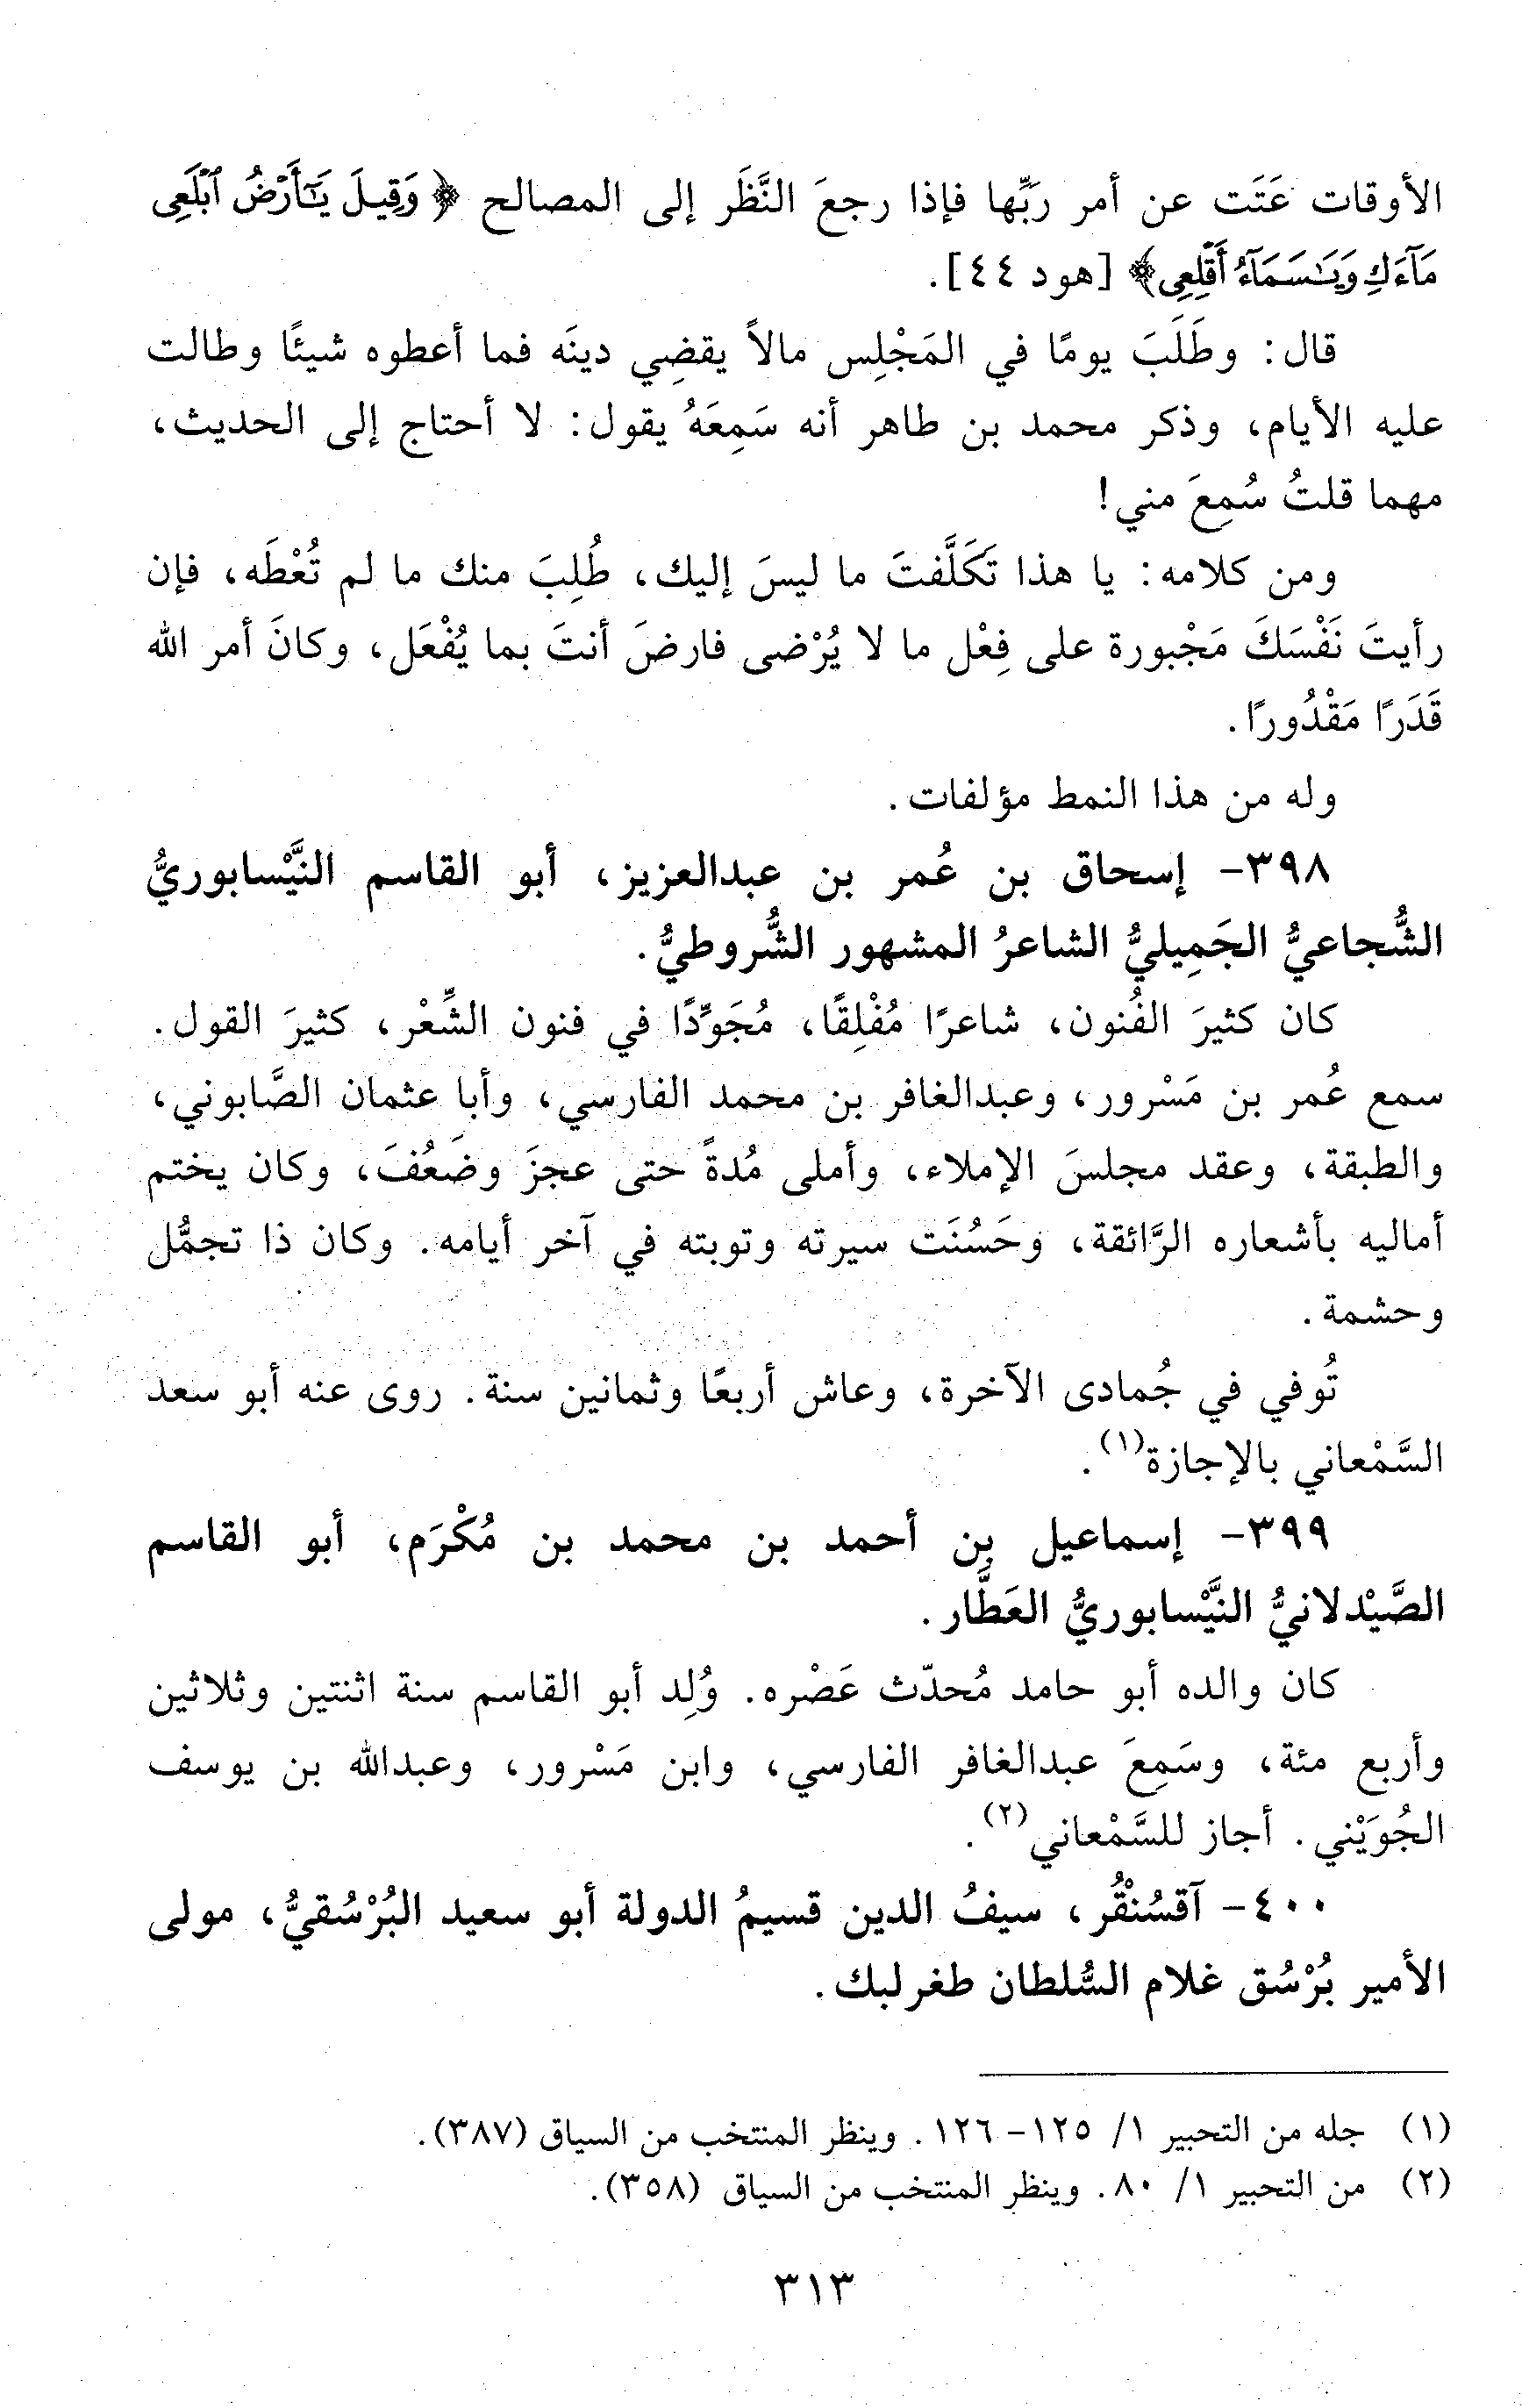 الأوقات عَتَت عن أمر رَبِّها فإذا رجعَ النَّظَر إلى المصالح ﴿وَقِيلَ يَٰٓأَرْضُ ٱبْلَعِى
مَآءَكِ وَيَٰسَمَآءُ أَقْلِعِى﴾ [هود ٤٤].
قال: وطَلَبَ يومًا في المَجْلِس مالاً يقضِي دينَه فما أعطوه شيئًا وطالت
عليه الأيام، وذكر محمد بن طاهر أنه سَمِعَهُ يقول: لا أحتاج إلى الحديث،
مهما قلتُ سُمِعَ مني!
ومن كلامه: يا هذا تَكَلَّفتَ ما ليسَ إليك، طُلِبَ منك ما لم تُعْطَه، فإن
رأيتَ نَفْسَكَ مَجْبورة على فِعْل ما لا يُرْضى فارضَ أنتَ بما يُفْعَل، وكانَ أمر الله
قَدَرًا مَقْدُورًا.
وله من هذا النمط مؤلفات.
٣٩٨- إسحاق بن عُمر بن عبدالعزيز، أبو القاسم النَّيْسابوريُّ
الشُّجاعيُّ الجَمِيليُّ الشاعرُ المشهور الشُّروطيُّ.
كان كثيرَ الفُنون، شاعرًا مُفْلِقًا، مُجَوِّدًا في فنون الشِّعْر، كثيرَ القول.
سمع عُمر بن مَسْرور، وعبدالغافر بن محمد الفارسي، وأبا عثمان الصَّابوني،
والطبقة، وعقد مجلسَ الإملاء، وأملى مُدةً حتى عجزَ وضَعُفَ، وكان يختم
أماليه بأشعاره الرَّائقة، وحَسُنَت سيرته وتوبته في آخر أيامه. وكان ذا تجمُّل
وحشمة.
تُوفي في جُمادى الآخرة، وعاش أربعًا وثمانين سنة. روى عنه أبو سعد
السَّمْعاني بالإجازة(١).
٣٩٩- إسماعيل بن أحمد بن محمد بن مُكْرَم، أبو القاسم
الصَّيْدلانيُّ النَّيْسابوريُّ العَطَّار.
كان والده أبو حامد مُحدّث عَصْره. وُلِد أبو القاسم سنة اثنتين وثلاثين
وأربع مئة، وسَمِعَ عبدالغافر الفارسي، وابن مَسْرور، وعبدالله بن يوسف
الجُوَيْني. أجاز للسَّمْعاني(٢).
٤٠٠- آقسُنْقُر، سيفُ الدين قسيمُ الدولة أبو سعيد البُرْسُقيُّ، مولى
الأمير بُرْسُق غلام السُّلطان طغرلبك.
(١) جله من التحبير ١/ ١٢٥- ١٢٦. وينظر المنتخب من السياق (٣٨٧).
(٢) من التحبير ١/ ٨٠. وينظر المنتخب من السياق (٣٥٨).
٣١٣